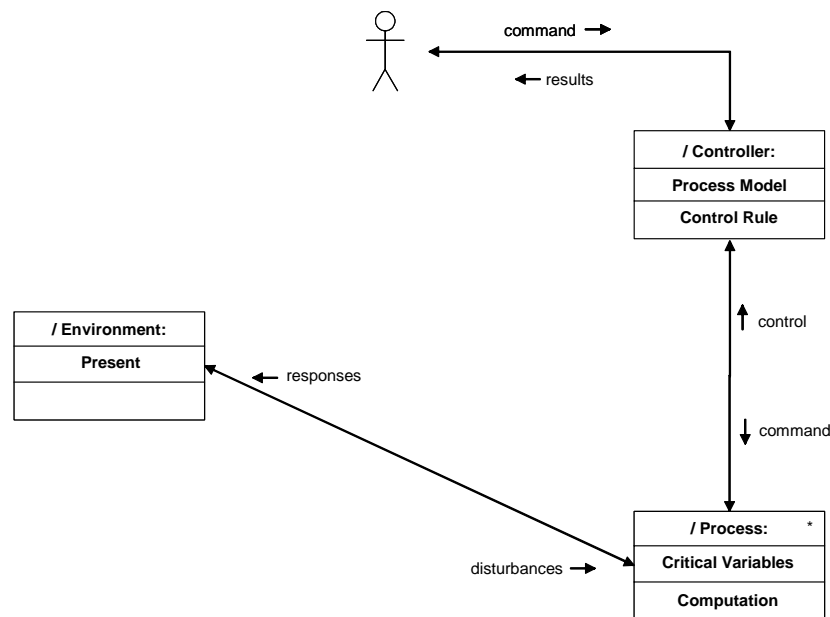 command
results
/ Controller:
Process Model
Control Rule
control
/ Environment:
Present
responses
command
/ Process: *
Critical Variables
disturbances
Computation